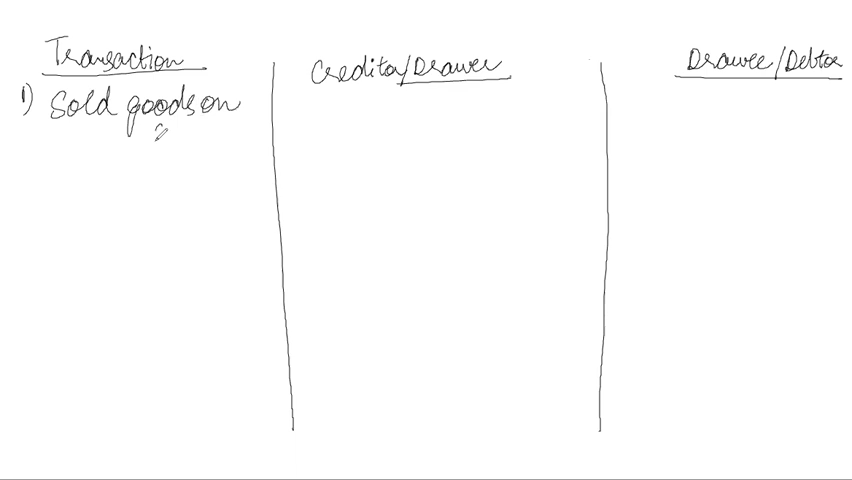 Transaction
Creditor/Drawer
Drawee/Debtor
1) Sold goods on